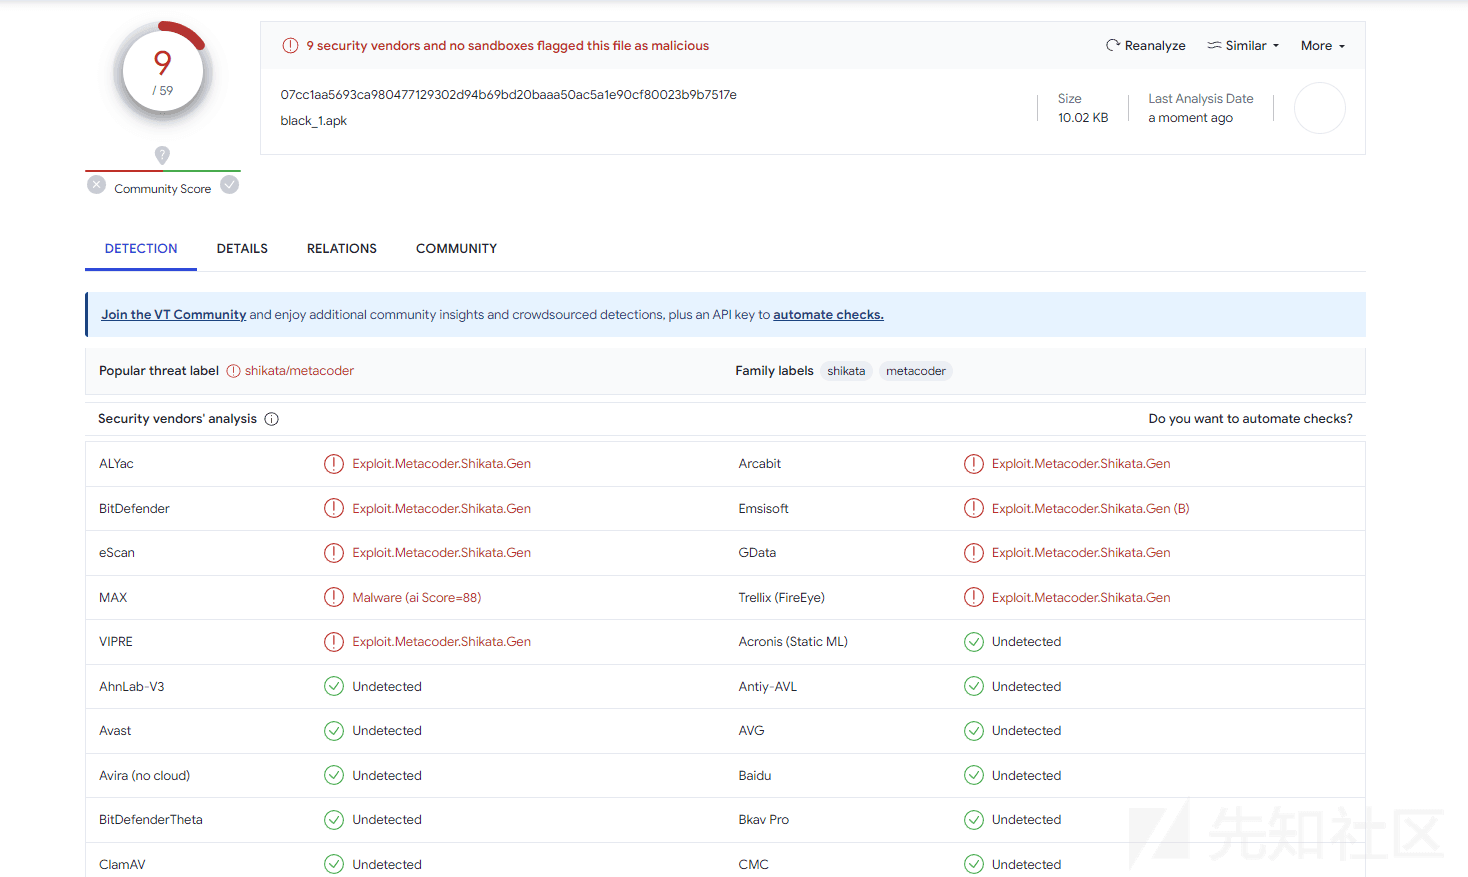 9
/ 59
Community Score
9 security vendors and no sandboxes flagged this file as malicious
Reanalyze
Similar
More
07cc1aa5693ca980477129302d94b69bd20baaa50ac5a1e90cf80023b9b7517e
black_1.apk
Size
10.02 KB
Last Analysis Date
a moment ago
DETECTION DETAILS RELATIONS COMMUNITY
Join the VT Community and enjoy additional community insights and crowdsourced detections, plus an API key to automate checks.
Popular threat label shikata/metacoder Family labels shikata metacoder
Security vendors' analysis Do you want to automate checks?
ALYac Exploit.Metacoder.Shikata.Gen Arcabit Exploit.Metacoder.Shikata.Gen
BitDefender Exploit.Metacoder.Shikata.Gen Emsisoft Exploit.Metacoder.Shikata.Gen (B)
eScan Exploit.Metacoder.Shikata.Gen GData Exploit.Metacoder.Shikata.Gen
MAX Malware (ai Score=88) Trellix (FireEye) Exploit.Metacoder.Shikata.Gen
VIPRE Exploit.Metacoder.Shikata.Gen Acronis (Static ML) Undetected
AhnLab-V3 Undetected Antiy-AVL Undetected
Avast Undetected AVG Undetected
Avira (no cloud) Undetected Baidu Undetected
BitDefenderTheta Undetected Bkav Pro Undetected
ClamAV Undetected CMC Undetected
先知社区